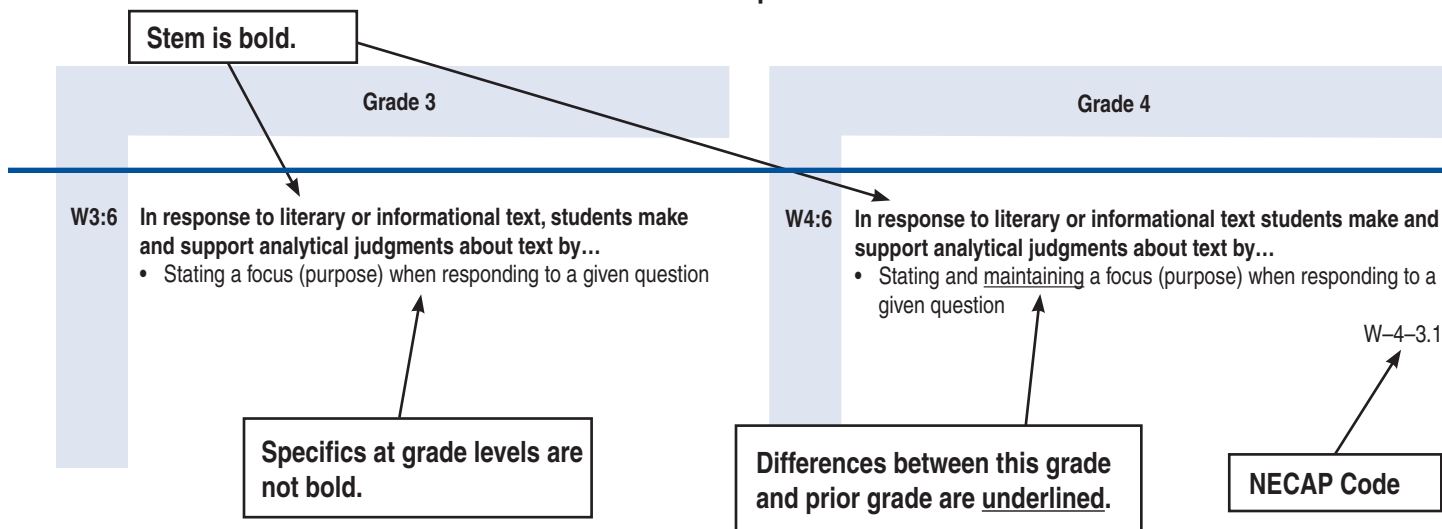 Stem is bold.
Grade 3
Grade 4
W3:6 In response to literary or informational text, students make
and support analytical judgments about text by…
• Stating a focus (purpose) when responding to a given question
W4:6 In response to literary or informational text students make and
support analytical judgments about text by…
• Stating and maintaining a focus (purpose) when responding to a
given question
W–4–3.1
Specifics at grade levels are
not bold.
Differences between this grade
and prior grade are underlined.
NECAP Code